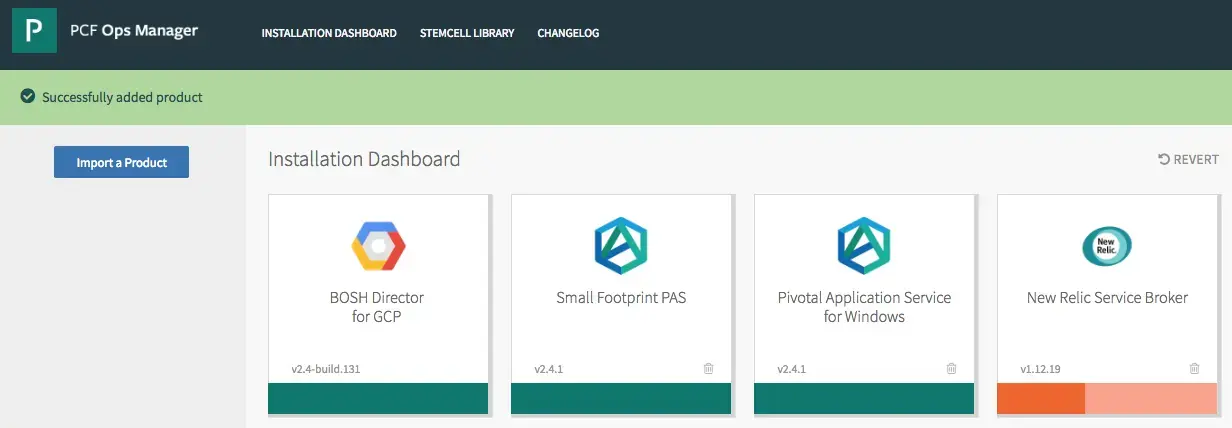 P PCF Ops Manager INSTALLATION DASHBOARD STEMCELL LIBRARY CHANGELOG
Successfully added product
Import a Product
Installation Dashboard
REVERT
BOSH Director
for GCP
v2.4-build.131
Small Footprint PAS
v2.4.1
Pivotal Application Service
for Windows
v2.4.1
New
Relic.
New Relic Service Broker
v1.12.19